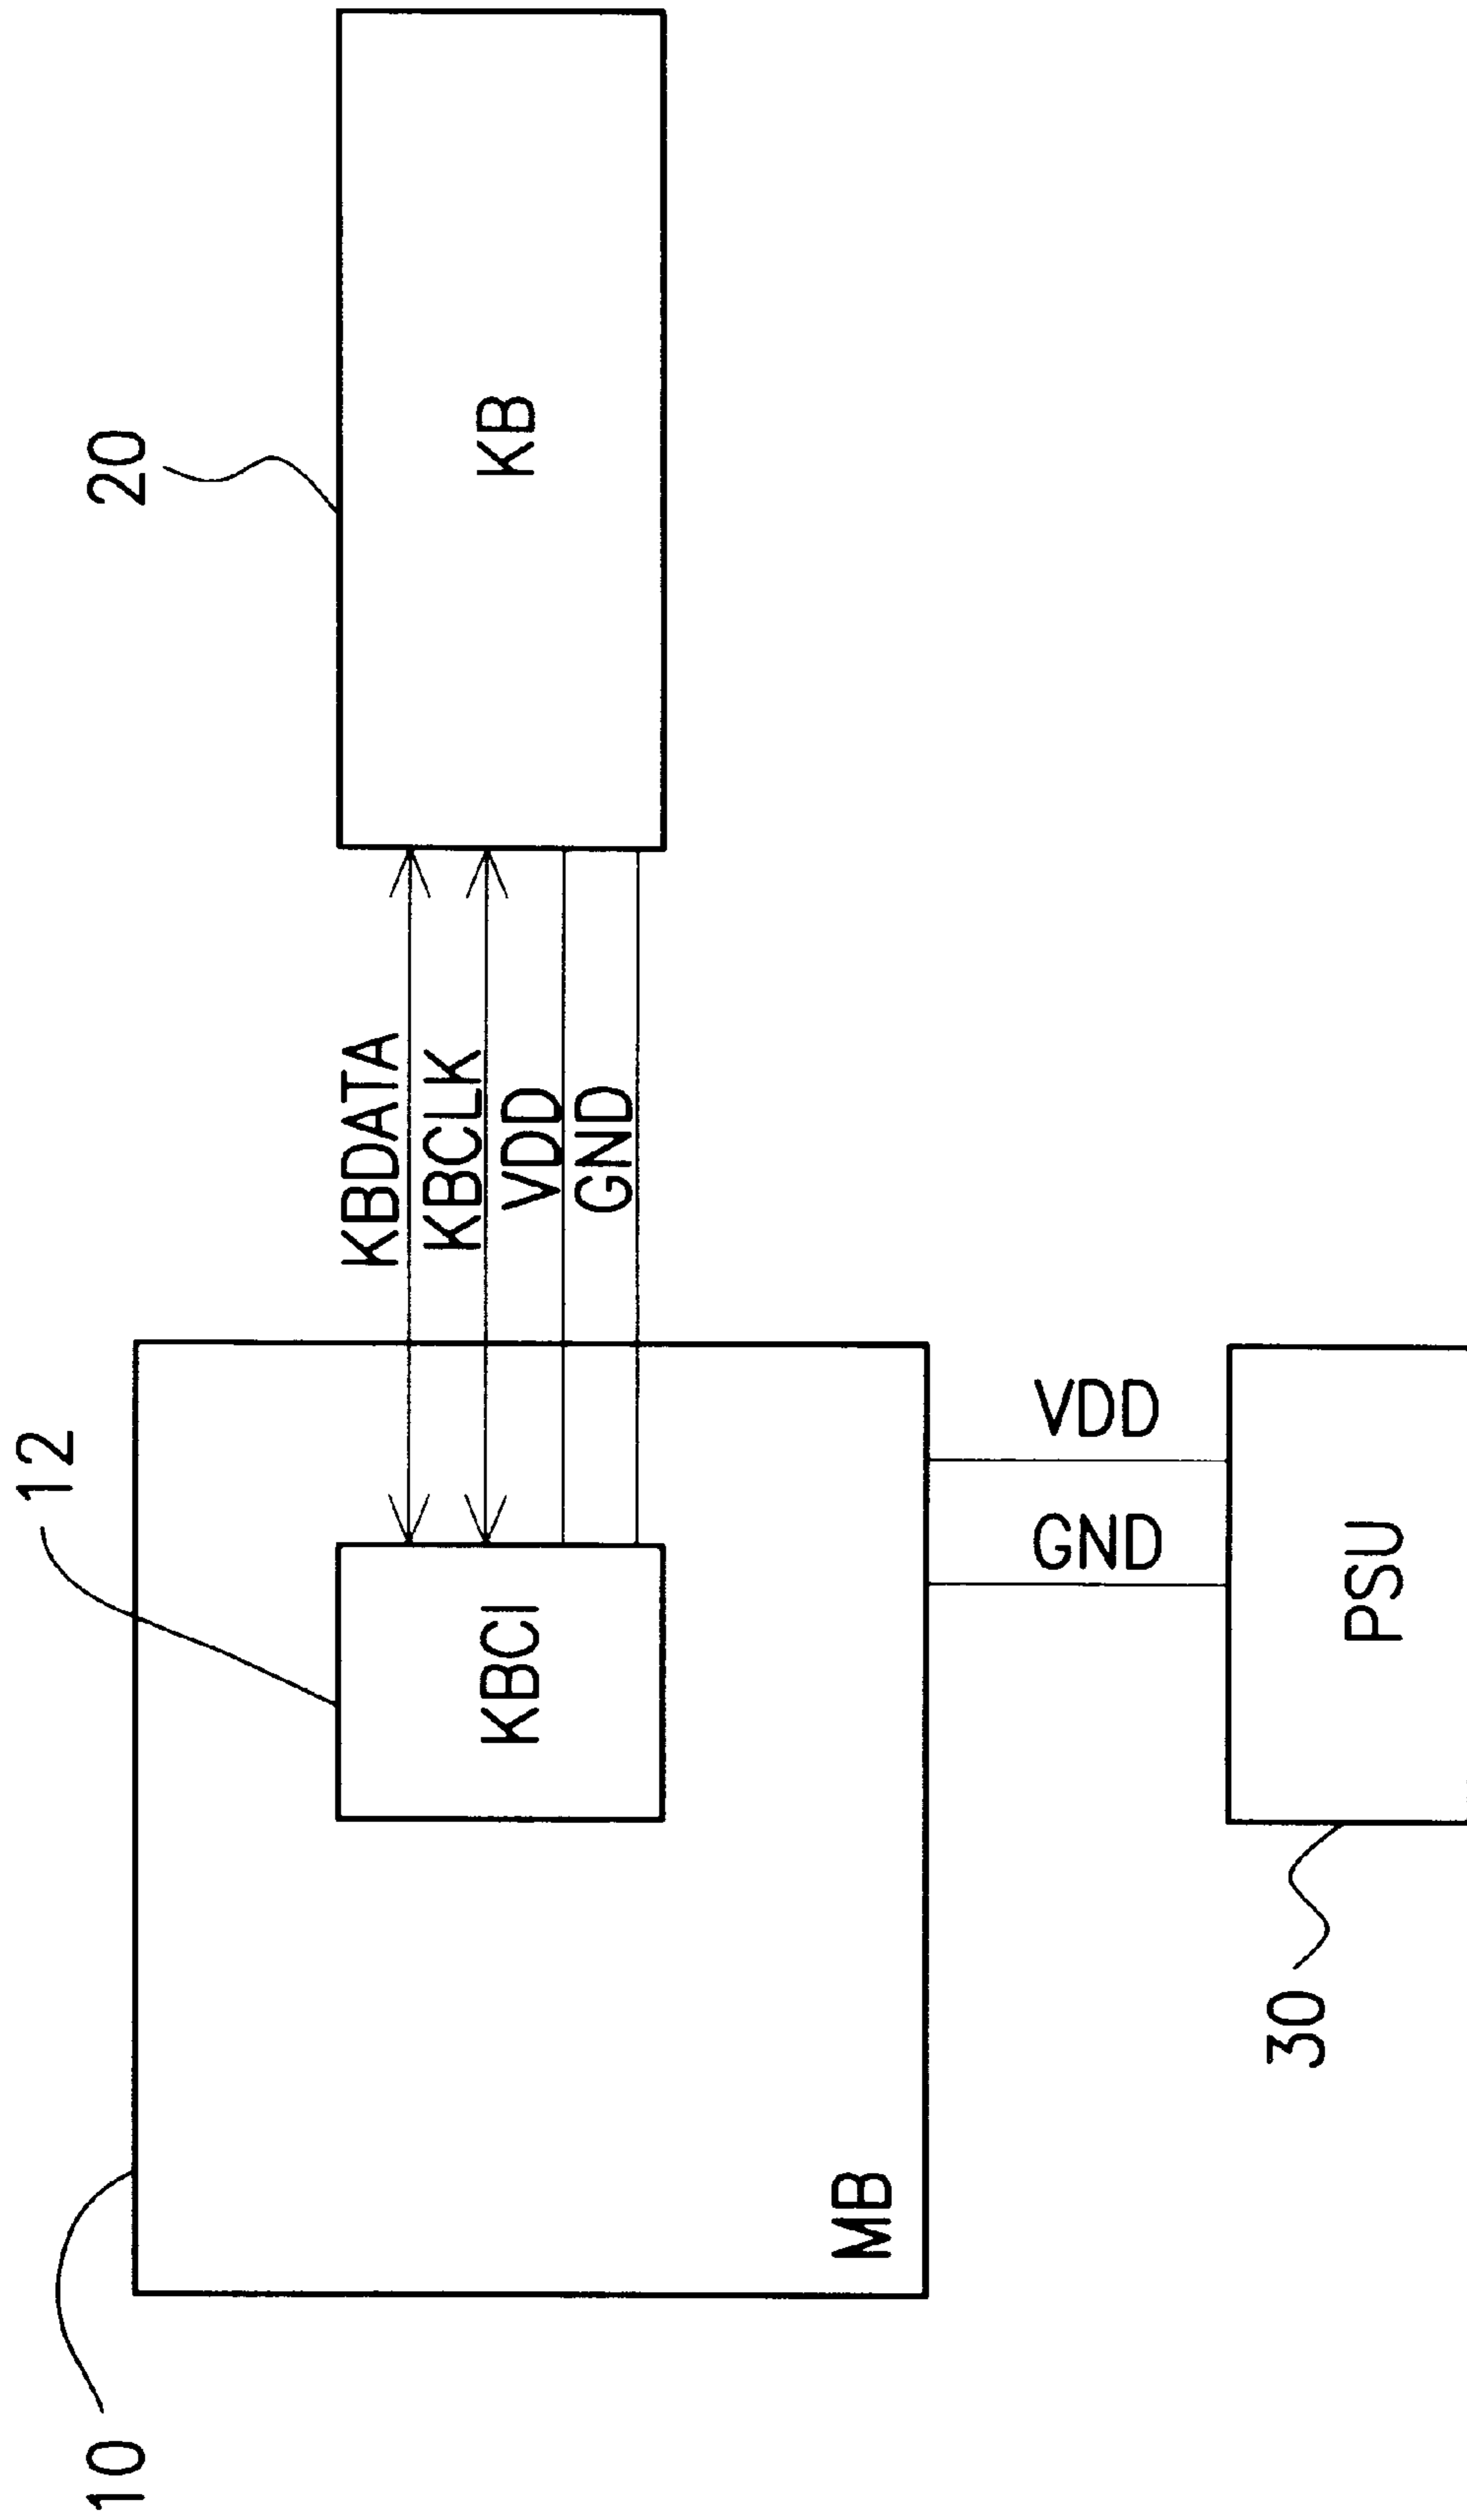 10
12
20
KBDATA
KBCLK
VDD
GND
KBCI
KB
MB
GND
VDD
30
PSU